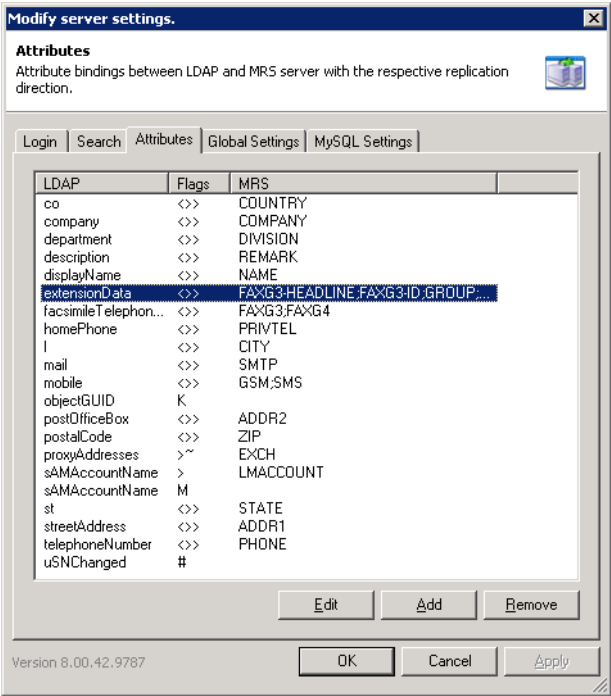 Modify server settings.
Attributes
Attribute bindings between LDAP and MRS server with the respective replication
direction.
Login Search Attributes Global Settings MySQL Settings
LDAP Flags MRS
co <>> COUNTRY
company <>> COMPANY
department <>> DIVISION
description <>> REMARK
displayName <>> NAME
extensionData <>> FAXG3-HEADLINE;FAXG3-ID;GROUP;...
facsimileTelephon... <>> FAXG3;FAXG4
homePhone <>> PRIVTEL
l <>> CITY
mail <>> SMTP
mobile <>> GSM;SMS
objectGUID K
postOfficeBox <>> ADDR2
postalCode <>> ZIP
proxyAddresses >~ EXCH
sAMAccountName > LMACCOUNT
sAMAccountName M
st <>> STATE
streetAddress <>> ADDR1
telephoneNumber <>> PHONE
uSNChanged #
Edit Add Remove
Version 8.00.42.9787 OK Cancel Apply